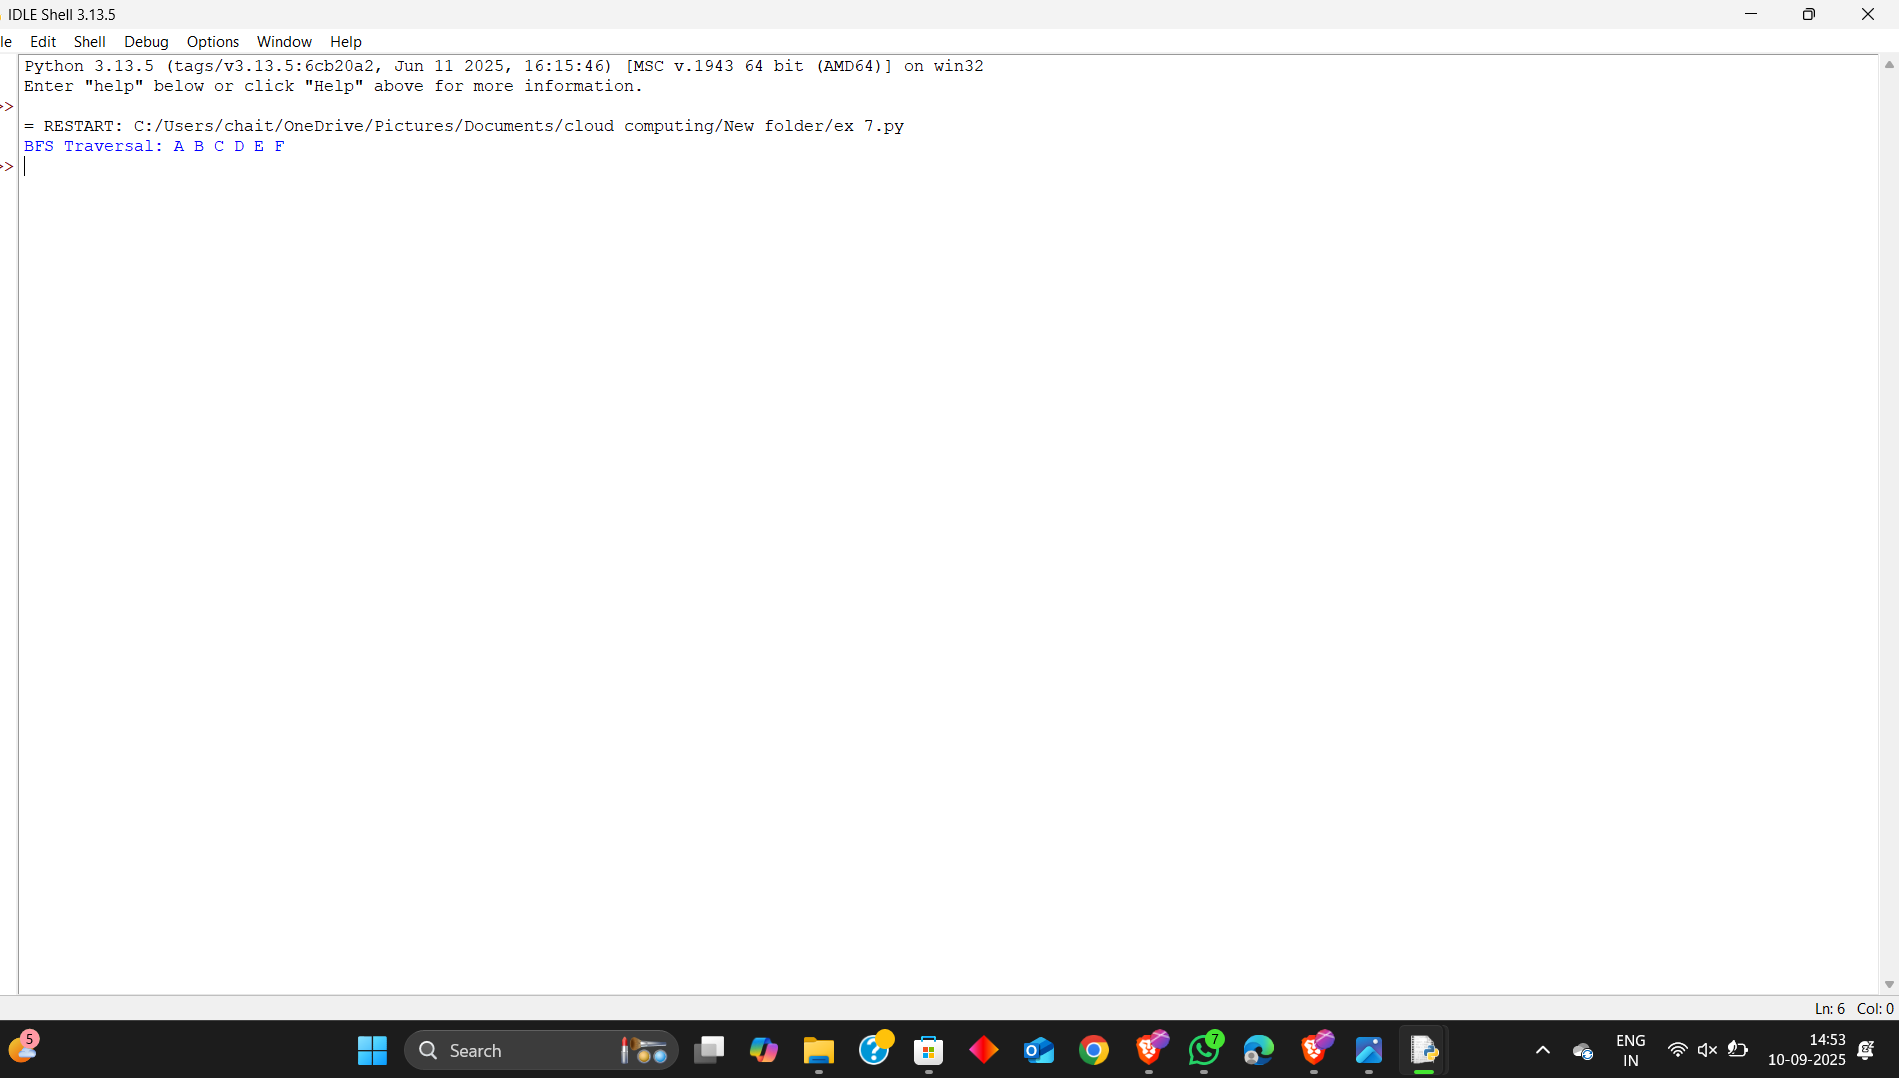 IDLE Shell 3.13.5
le Edit Shell Debug Options Window Help
Python 3.13.5 (tags/v3.13.5:6cb20a2, Jun 11 2025, 16:15:46) [MSC v.1943 64 bit (AMD64)] on win32
Enter "help" below or click "Help" above for more information.
>>
= RESTART: C:/Users/chait/OneDrive/Pictures/Documents/cloud computing/New folder/ex 7.py
BFS Traversal: A B C D E F
>>
Ln: 6 Col: 0
5
Search
7
ENG
IN
14:53
10-09-2025